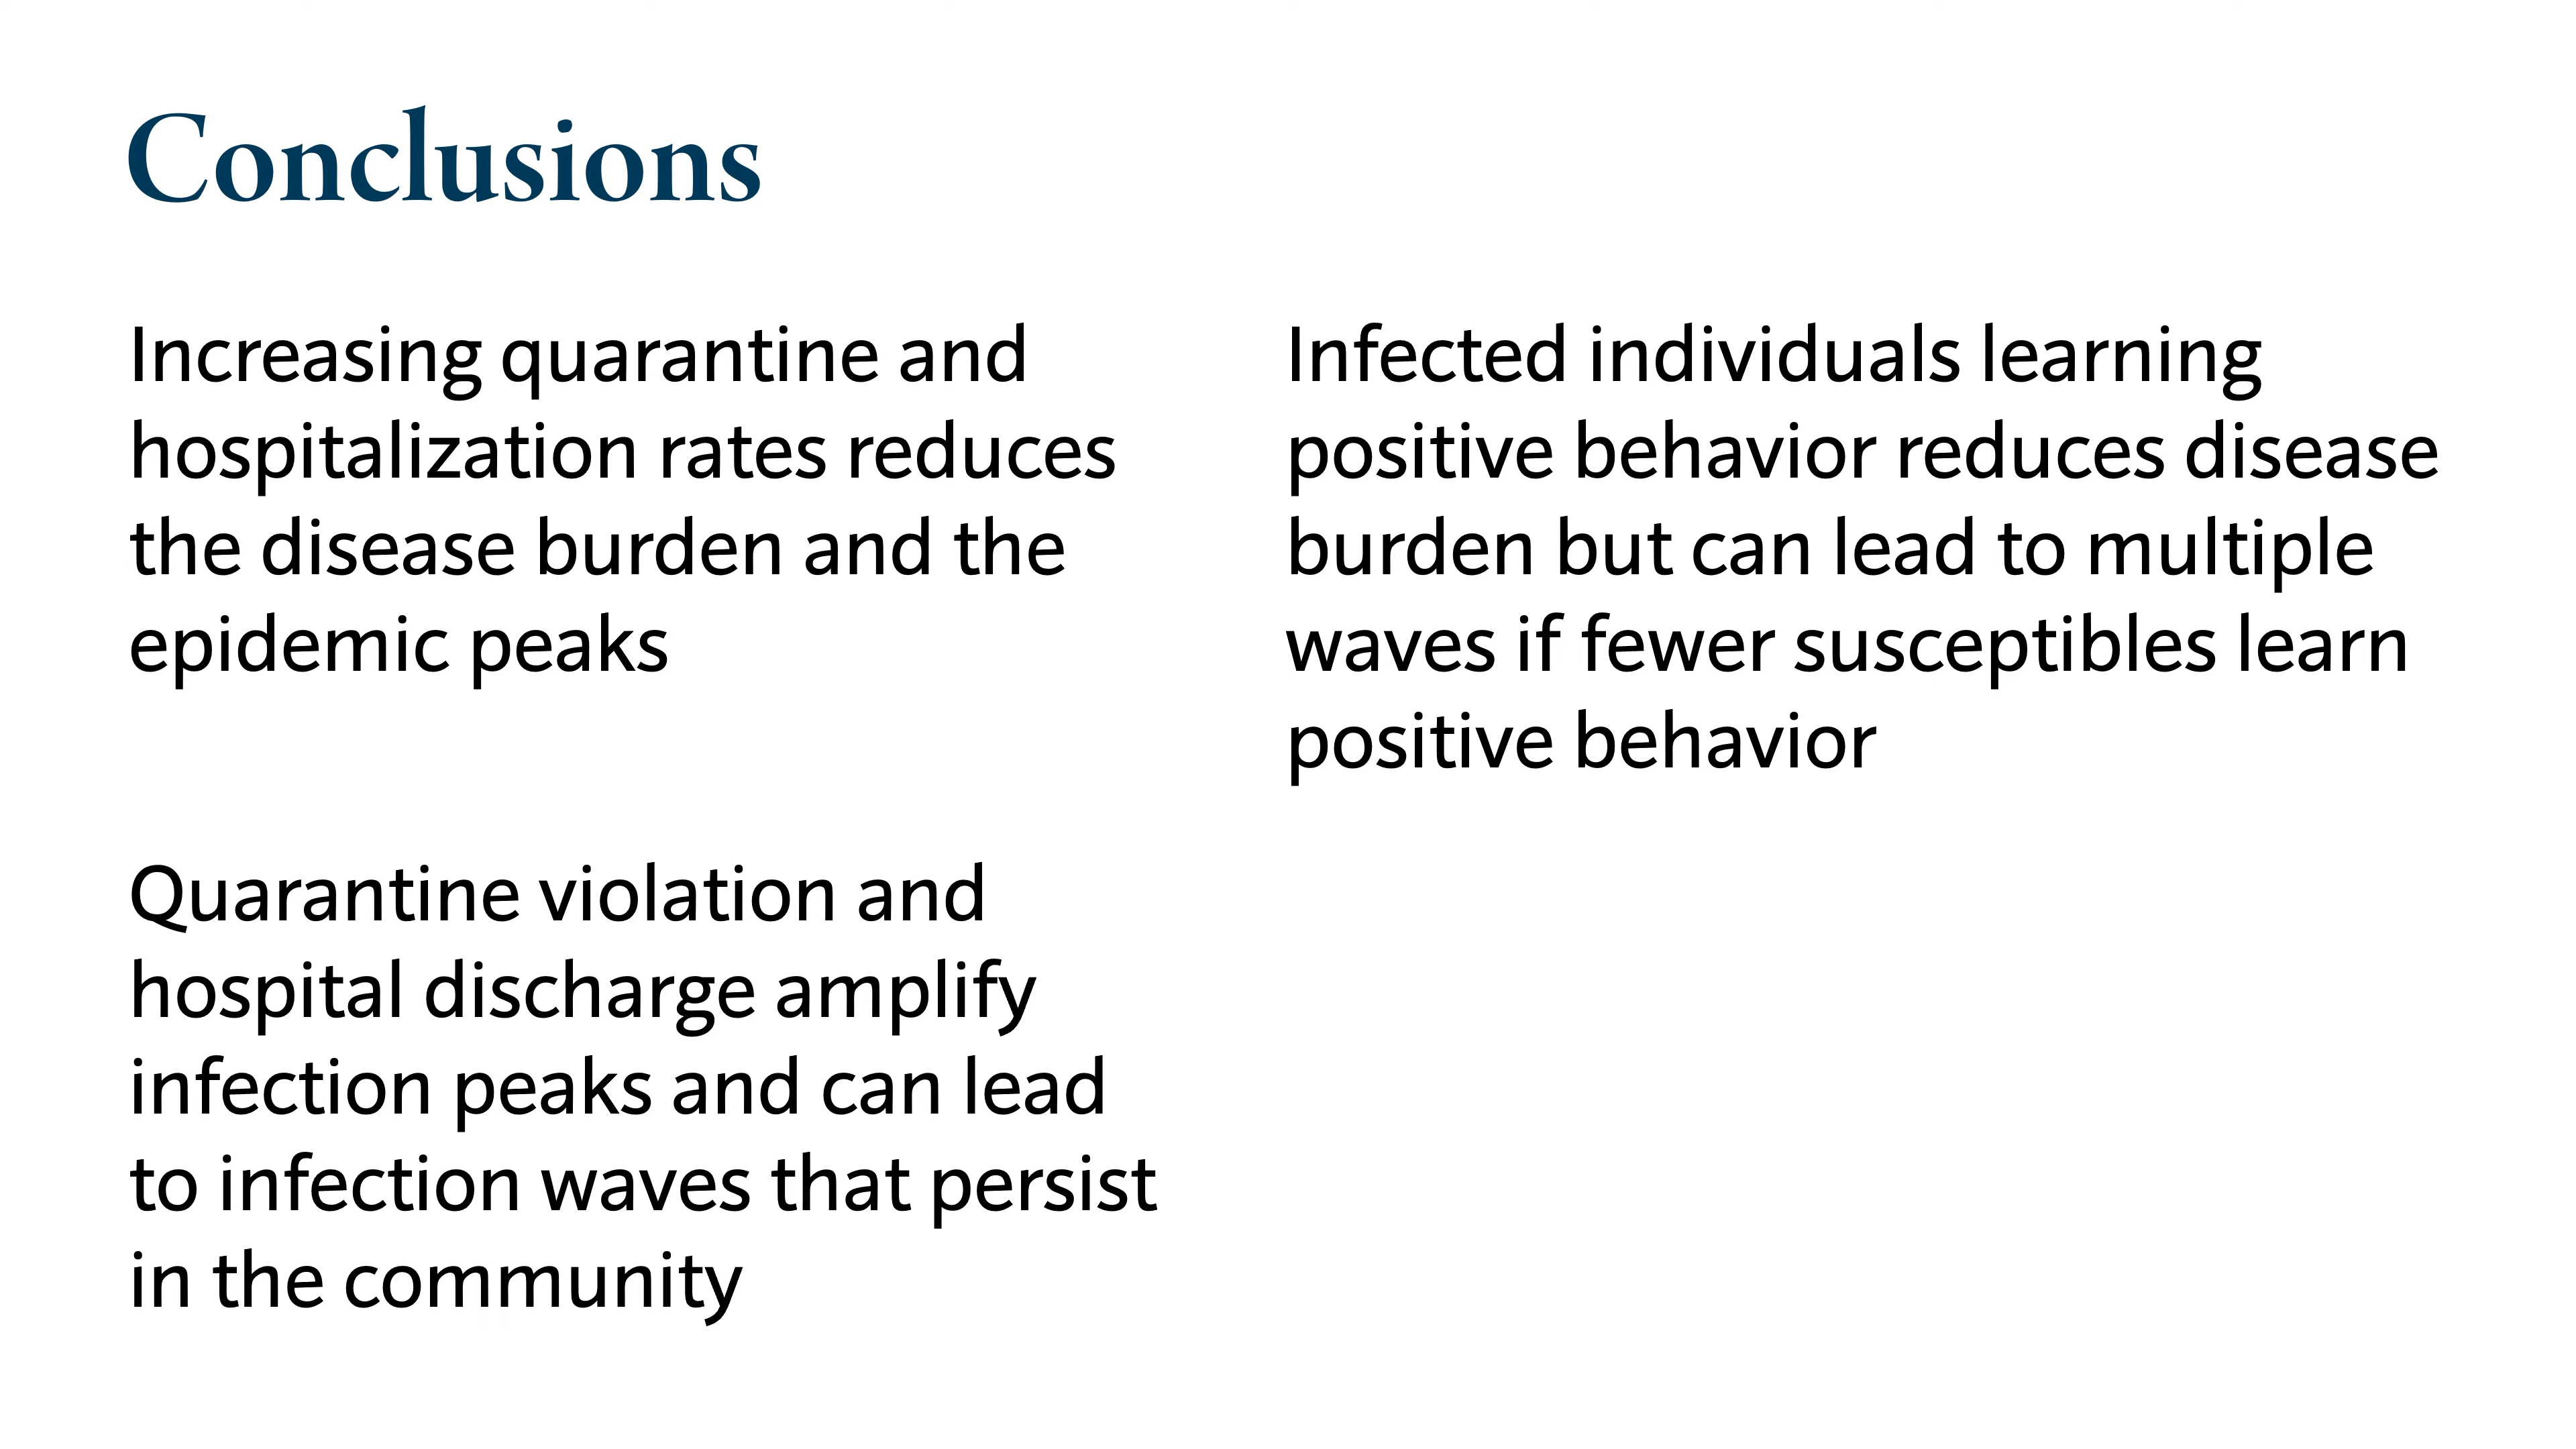 Conclusions
Increasing quarantine and
hospitalization rates reduces
the disease burden and the
epidemic peaks
Quarantine violation and
hospital discharge amplify
infection peaks and can lead
to infection waves that persist
in the community
Infected individuals learning
positive behavior reduces disease
burden but can lead to multiple
waves if fewer susceptibles learn
positive behavior